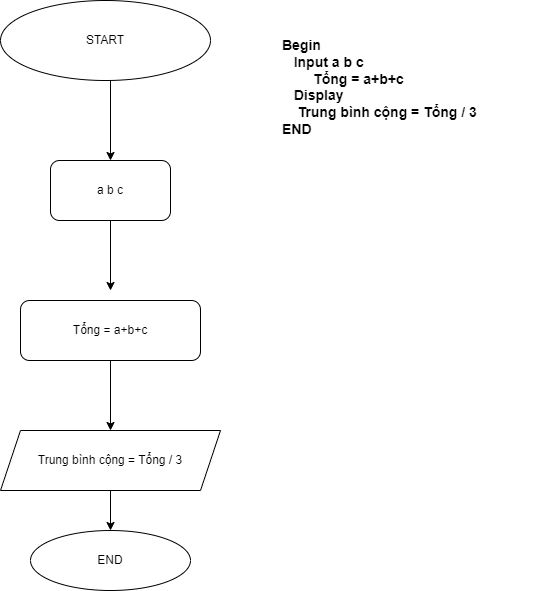 START
a b c
Tổng = a+b+c
Trung bình cộng = Tổng / 3
END
Begin
Input a b c
Tổng = a+b+c
Display
Trung bình cộng = Tổng / 3
END